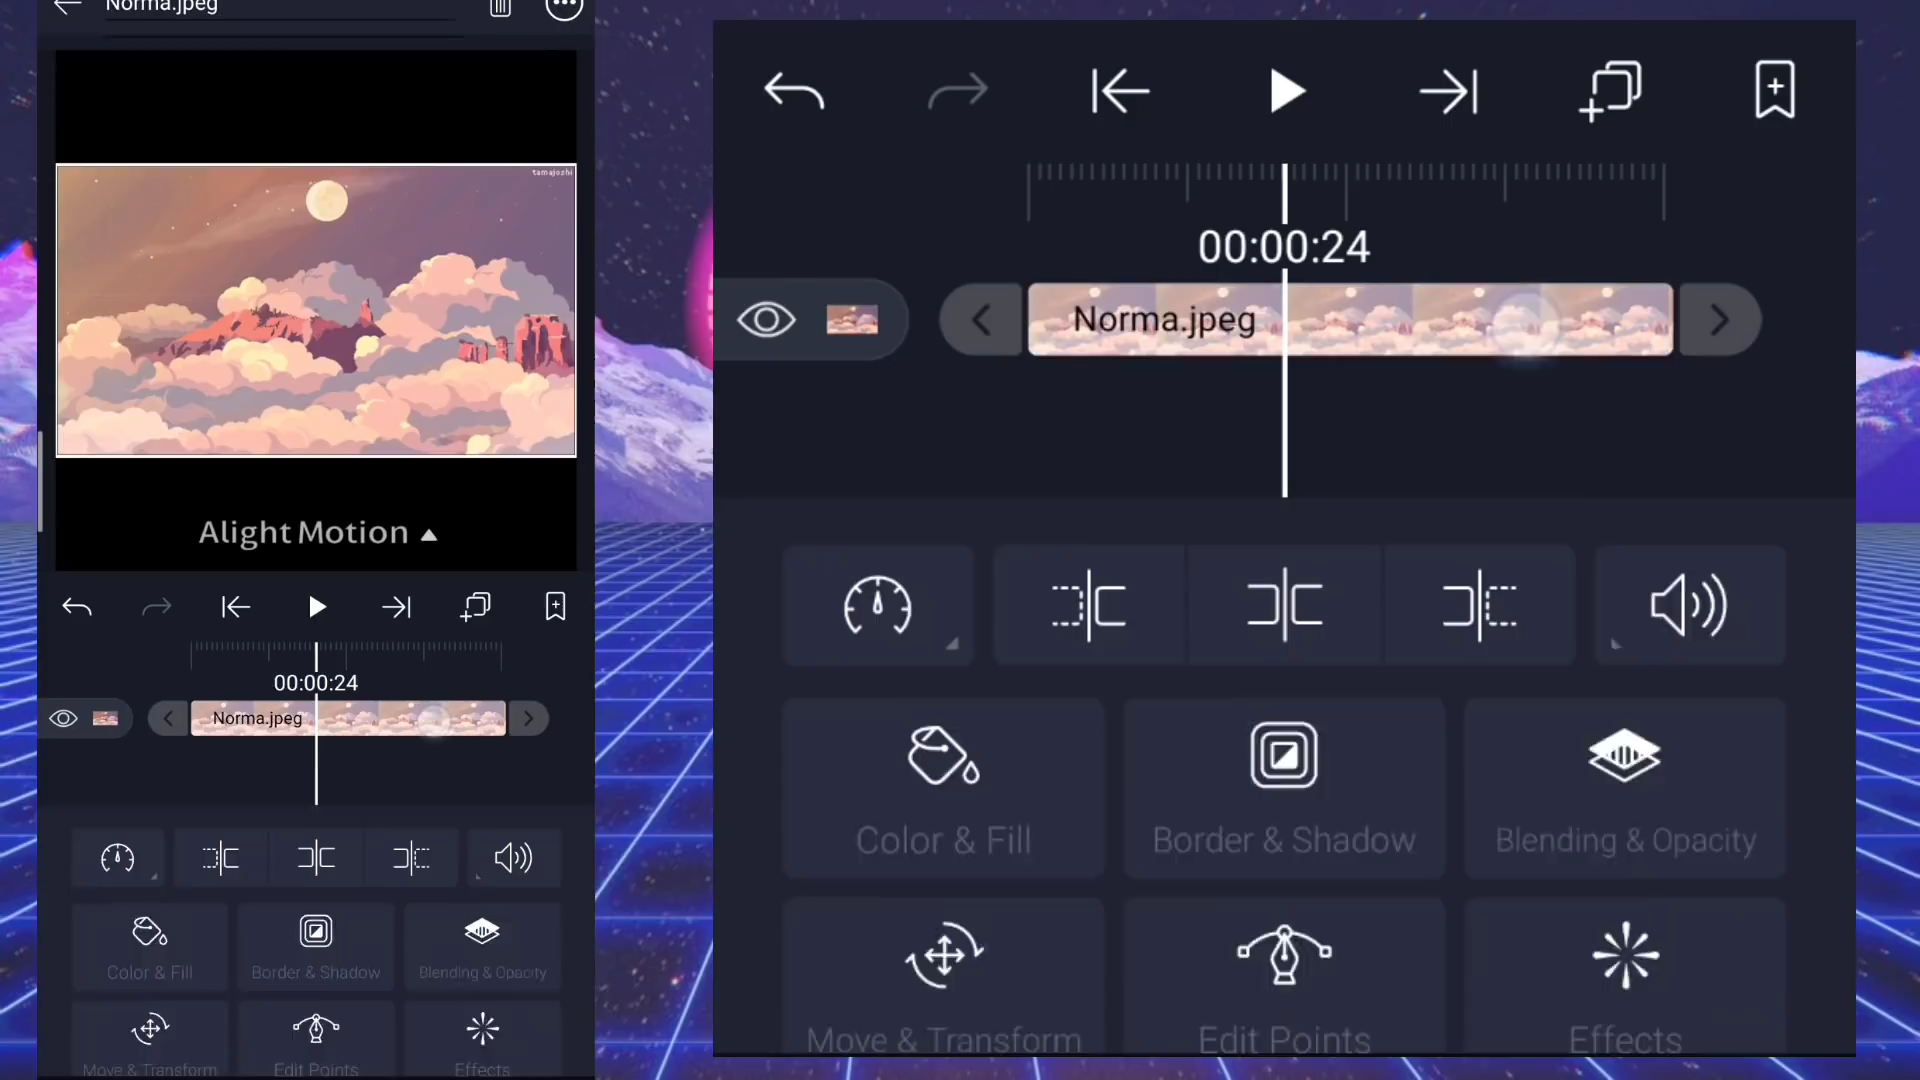 Norma.jpeg
tamajoshi
Alight Motion
00:00:24
Norma.jpeg
Color & Fill
Border & Shadow
Blending & Opacity
Move & Transform
Edit Points
Effects
00:00:24
Norma.jpeg
Color & Fill
Border & Shadow
Blending & Opacity
Move & Transform
Edit Points
Effects